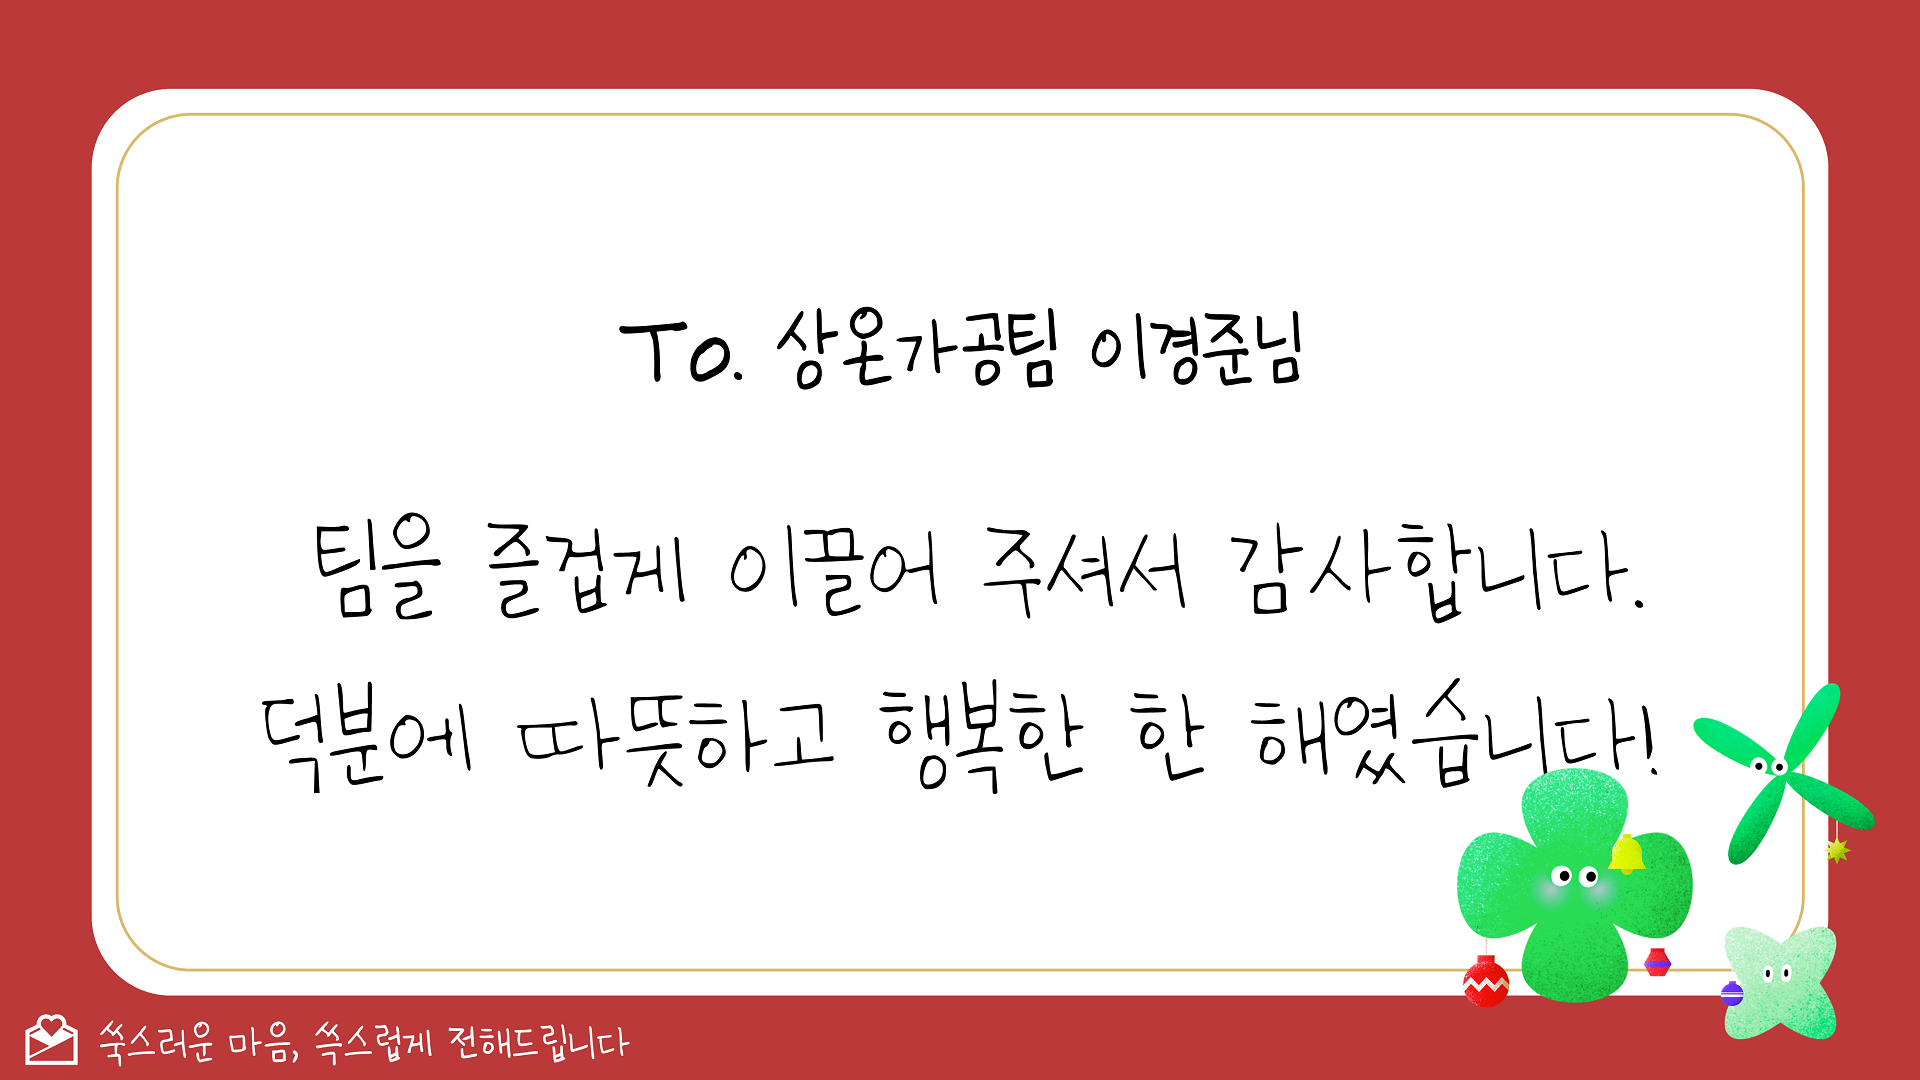 To. 상온가공팀 이경준님
팀을 즐겁게 이끌어 주셔서 감사합니다.
덕분에 따뜻하고 행복한 한 해였습니다!
쑥스러운 마음, 쓱스럽게 전해드립니다